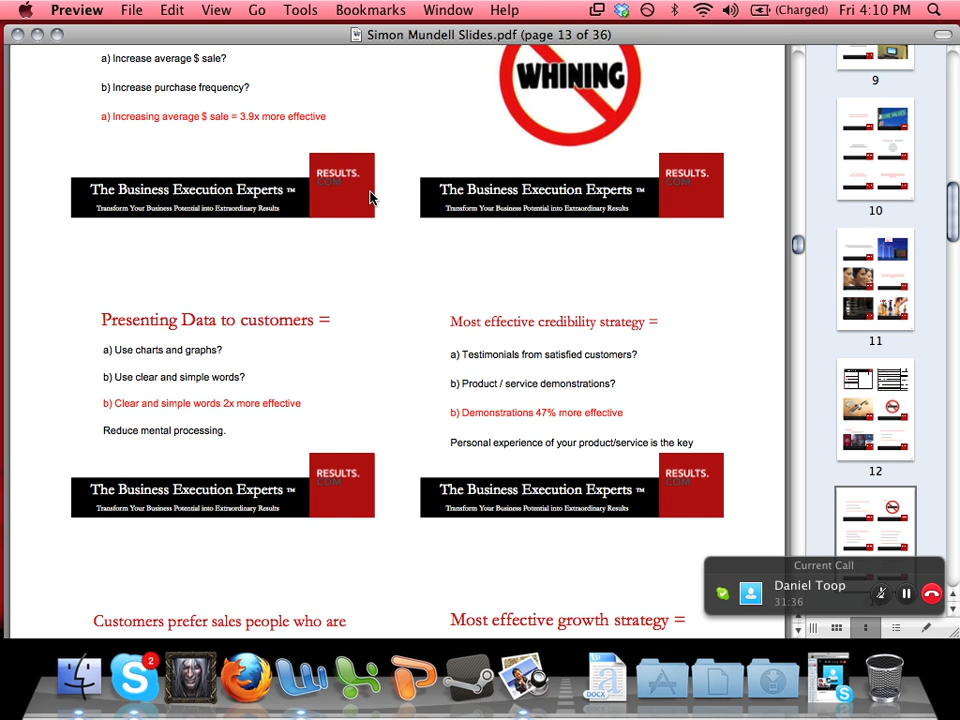 Preview File Edit View Go Tools Bookmarks Window Help (Charged) Fri 4:10 PM
Simon Mundell Slides.pdf (page 13 of 36)
a) Increase average $ sale?
b) Increase purchase frequency?
a) Increasing average $ sale = 3.9x more effective
WHINING
RESULTS.
COM
The Business Execution Experts ™
Transform Your Business Potential into Extraordinary Results
RESULTS.
COM
The Business Execution Experts ™
Transform Your Business Potential into Extraordinary Results
Presenting Data to customers =
a) Use charts and graphs?
b) Use clear and simple words?
b) Clear and simple words 2x more effective
Reduce mental processing.
RESULTS.
COM
The Business Execution Experts ™
Transform Your Business Potential into Extraordinary Results
Most effective credibility strategy =
a) Testimonials from satisfied customers?
b) Product / service demonstrations?
b) Demonstrations 47% more effective
Personal experience of your product/service is the key
RESULTS.
COM
The Business Execution Experts ™
Transform Your Business Potential into Extraordinary Results
Customers prefer sales people who are
Most effective growth strategy =
9
10
11
12
Current Call
Daniel Toop
31:36
2
DOCX